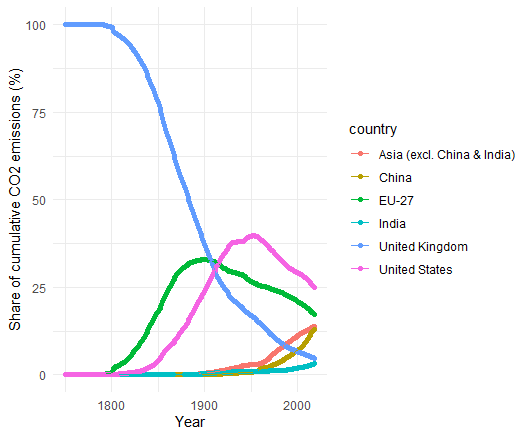 Share of cumulative CO2 emissions (%)
100
75
50
25
0
1800
1900
2000
Year
country
Asia (excl. China & India)
China
EU-27
India
United Kingdom
United States